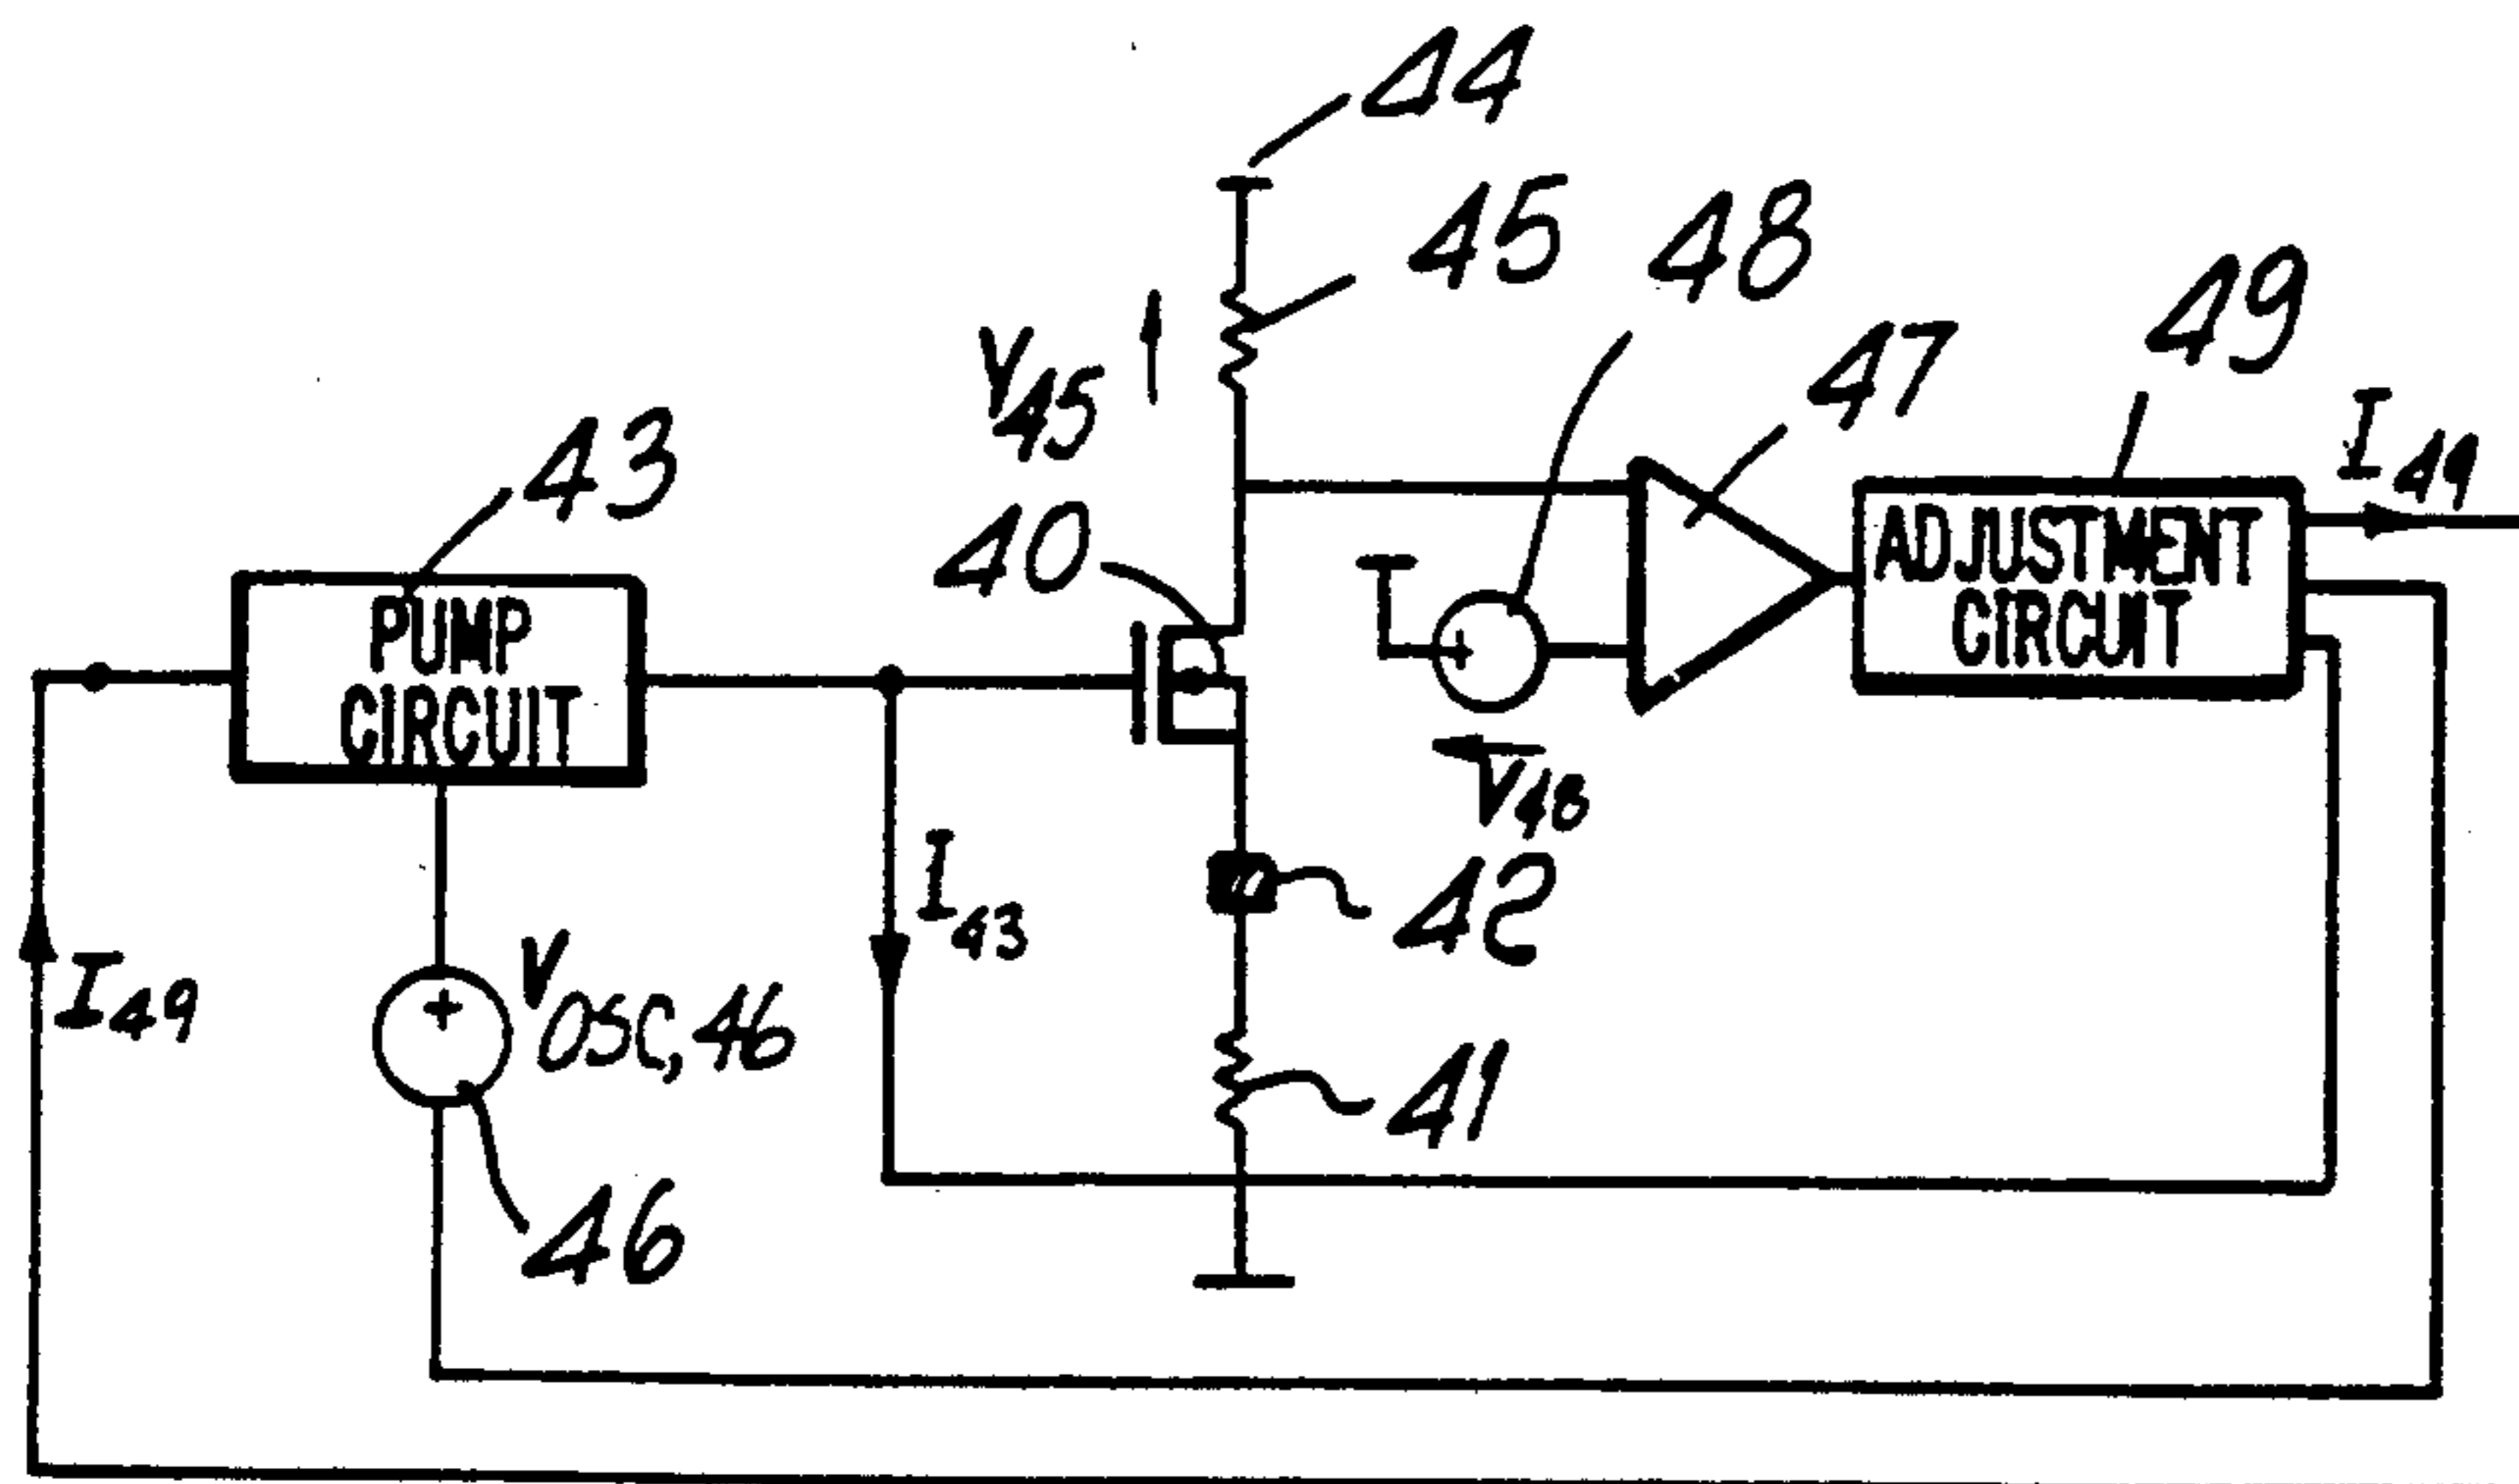 44
45
48
V45
47
49
I49
43
40
ADJUSTMENT
CIRCUIT
PUMP
CIRCUIT
V48
I43
42
I49
VOSC,46
41
46